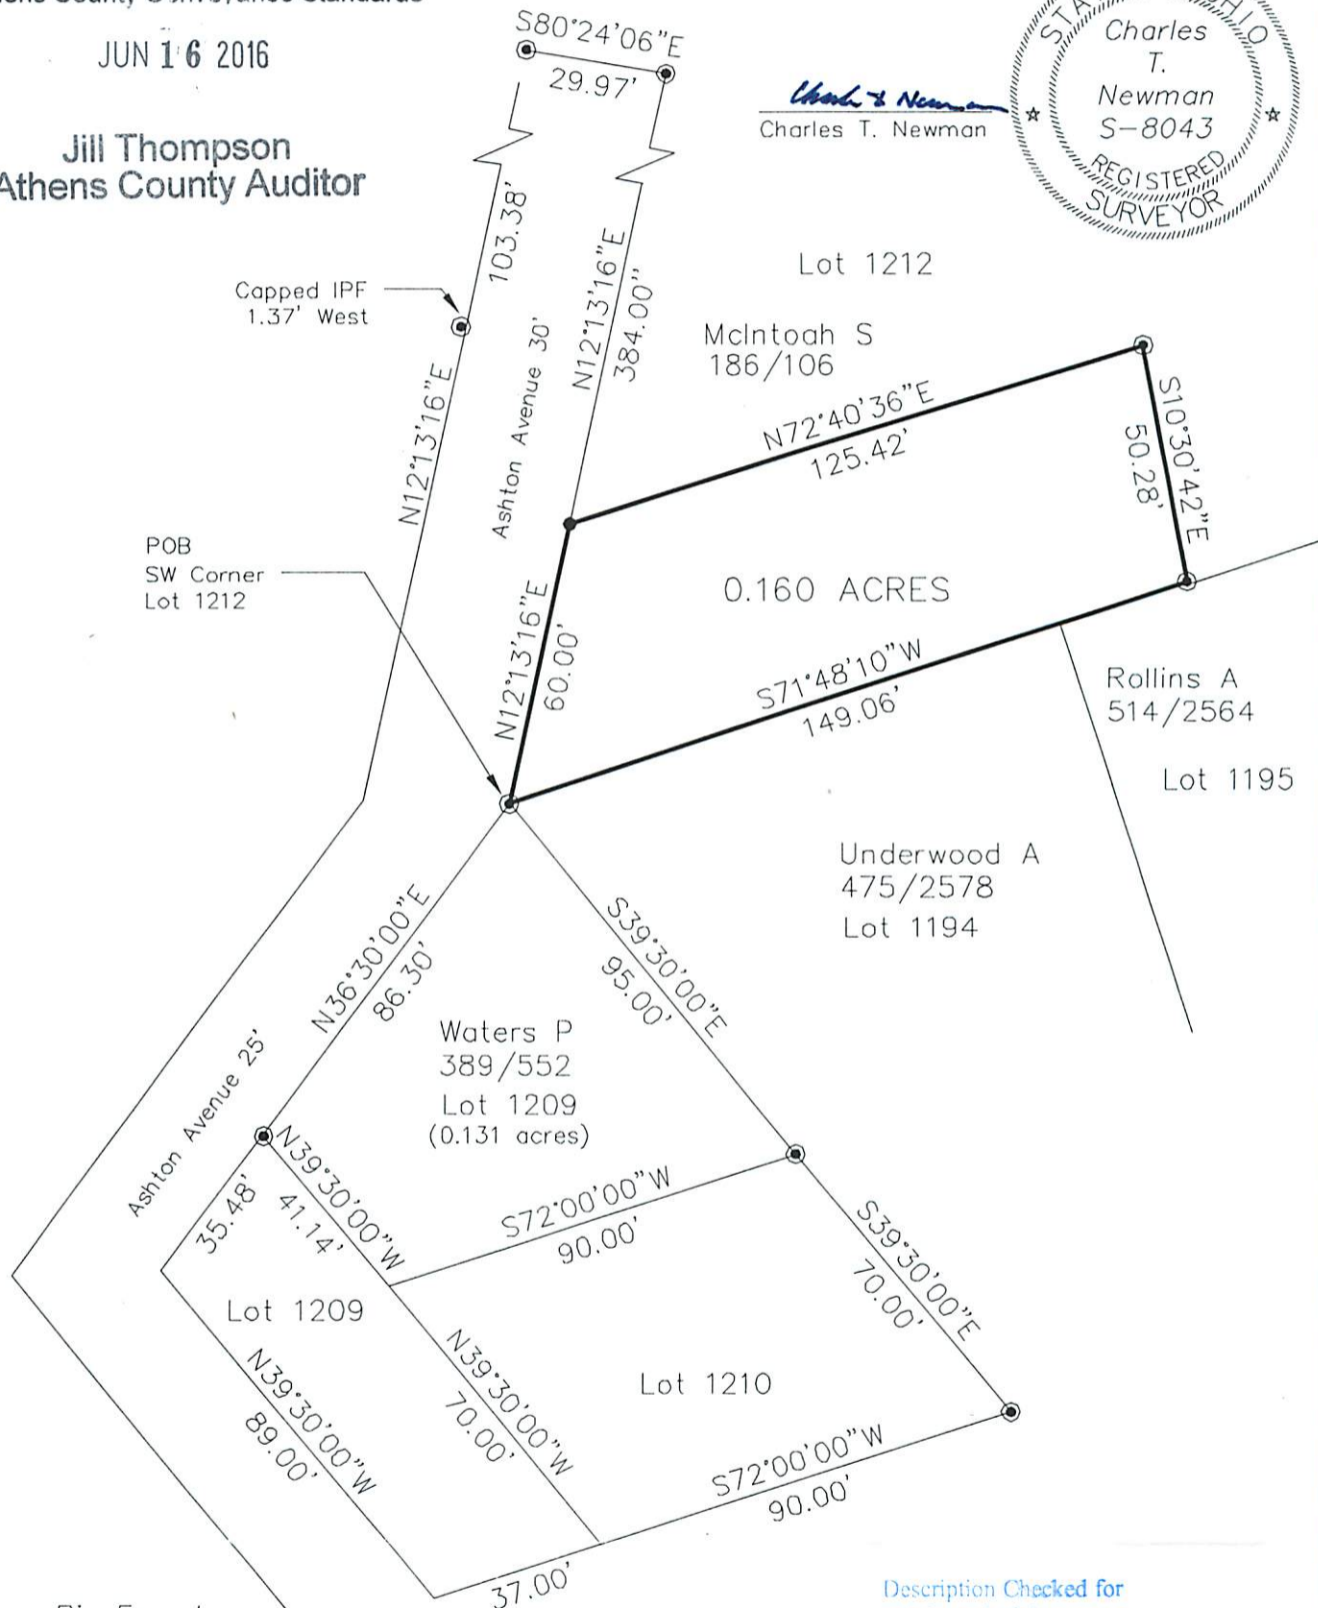 JUN 16 2016
Jill Thompson
Athens County Auditor
S80°24'06"E
29.97'
Charles T. Newman
Charles
T.
Newman
S-8043
REGISTERED
SURVEYOR
103.38'
N12°13'16"E
384.00"
Lot 1212
Capped IPF
1.37' West
Ashton Avenue 30'
McIntoah S
186/106
N12°13'16"E
N72°40'36"E
125.42'
S10°30'42"E
50.28'
POB
SW Corner
Lot 1212
N12°13'16"E
60.00'
0.160 ACRES
S71°48'10"W
149.06'
Rollins A
514/2564
Lot 1195
Underwood A
475/2578
Lot 1194
N36°30'00"E
86.30'
S39°30'00"E
95.00'
Waters P
389/552
Lot 1209
(0.131 acres)
Ashton Avenue 25'
35.48'
N39°30'00"W
41.14'
S72°00'00"W
90.00'
S39°30'00"E
70.00'
Lot 1209
N39°30'00"W
89.00'
N39°30'00"W
70.00'
Lot 1210
S72°00'00"W
90.00'
37.00'
Description Checked for